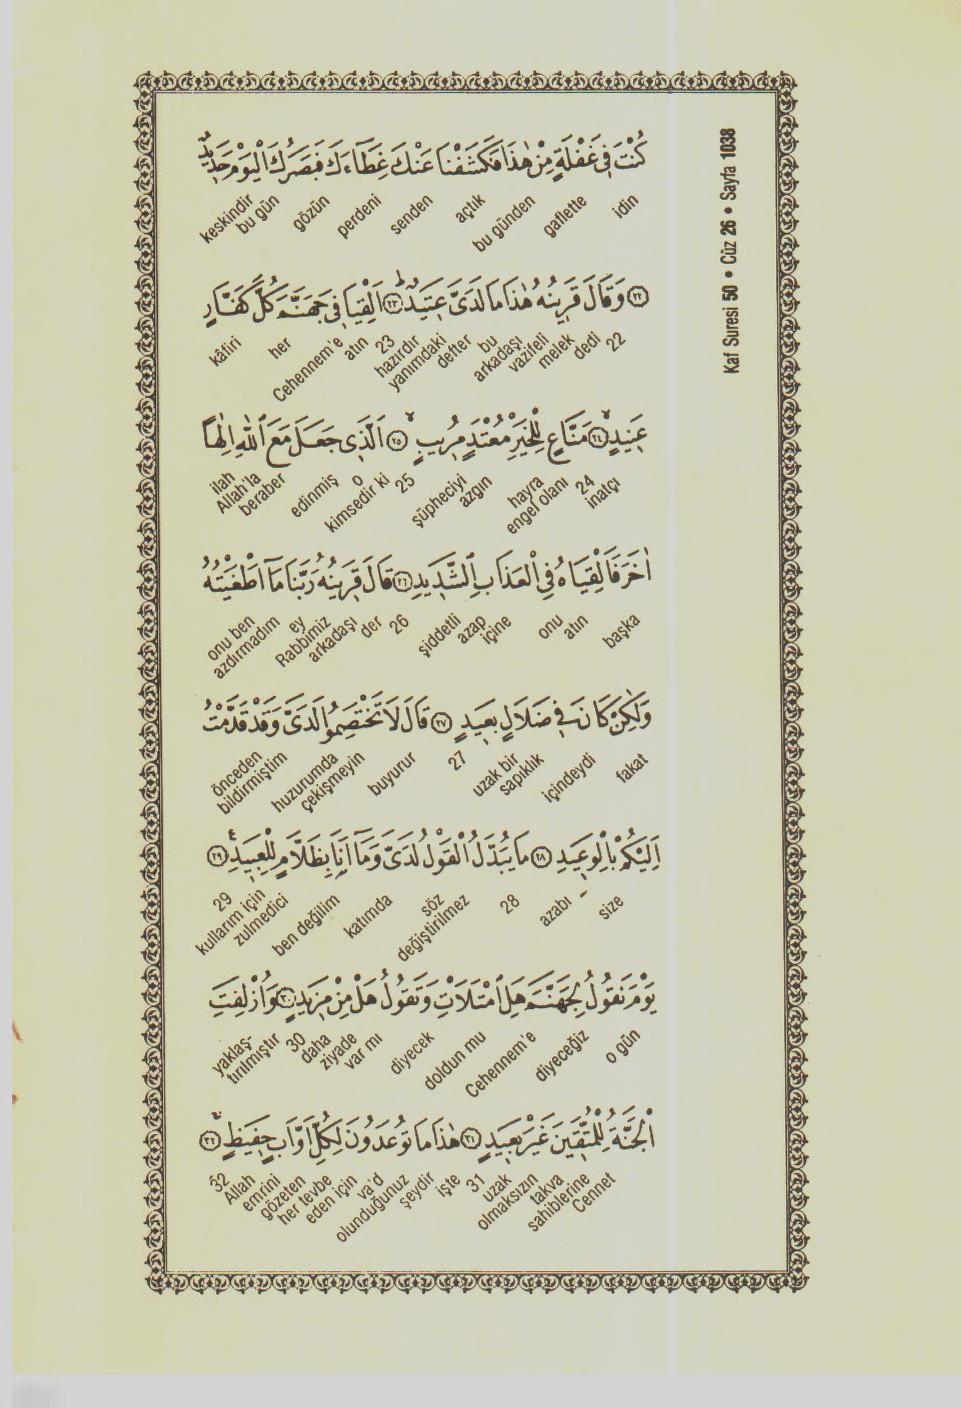 Kaf Suresi 50 • Cüz 26 • Sayfa 1038
كُنْتَ فِي غَفْلَةٍ مِنْ هٰذَا فَكَشَفْنَا عَنْكَ غِطَاءَكَ فَبَصَرُكَ الْيَوْمَ حَدِيدٌ
idin gaflette bu günden açtık senden perdeni gözün bu gün keskindir
﴿٢٢﴾ وَقَالَ قَرِينُهُ هٰذَا مَا لَدَيَّ عَتِيدٌ ﴿٢٣﴾ اَلْقِيَا فِي جَهَنَّمَ كُلَّ كَفَّارٍ
22 dedi vazifeli melek arkadaşı bu yanımdaki defter hazırdır 23 atın Cehennem'e her kâfiri
عَنِيدٍ ﴿٢٤﴾ مَنَّاعٍ لِلْخَيْرِ مُعْتَدٍ مُرِيبٍ ﴿٢٥﴾ اَلَّذِي جَعَلَ مَعَ اللّٰهِ اِلٰهًا
inatçı 24 hayra engel olanı azgın şüpheciyi 25 o kimsedir ki edinmiş Allah'la beraber ilah
اٰخَرَ فَاَلْقِيَاهُ فِي الْعَذَابِ الشَّدِيدِ ﴿٢٦﴾ قَالَ قَرِينُهُ رَبَّنَا مَا اَطْغَيْتُهُ
başka atın onu azap içine şiddetli 26 der arkadaşı ey Rabbimiz onu ben azdırmadım
وَلٰكِنْ كَانَ فِي ضَلَالٍ بَعِيدٍ ﴿٢٧﴾ قَالَ لَا تَخْتَصِمُوا لَدَيَّ وَقَدْ قَدَّمْتُ
fakat içindeydi uzak bir sapıklık 27 buyurur huzurumda çekişmeyin önceden bildirmiştim
اِلَيْكُمْ بِالْوَعِيدِ ﴿٢٨﴾ مَا يُبَدَّلُ الْقَوْلُ لَدَيَّ وَمَا اَنَا بِظَلَّامٍ لِلْعَبِيدِ ﴿٢٩﴾
size azabı 28 söz değiştirilmez katımda ben değilim kullarım için zulmedici 29
يَوْمَ نَقُولُ لِجَهَنَّمَ هَلِ امْتَلَاْتِ وَتَقُولُ هَلْ مِنْ مَزِيدٍ ﴿٣٠﴾ وَاُزْلِفَتِ
o gün diyeceğiz Cehennem'e doldun mu diyecek daha ziyade var mı 30 yaklaş-tırılmıştır
الْجَنَّةُ لِلْمُتَّقِينَ غَيْرَ بَعِيدٍ ﴿٣١﴾ هٰذَا مَا تُوعَدُونَ لِكُلِّ اَوَّابٍ حَفِيظٍ ﴿٣٢﴾
Cennet takva sahiblerine uzak olmaksızın 31 işte şeydir va'd olunduğunuz her tevbe eden için Allah emrini gözeten 32